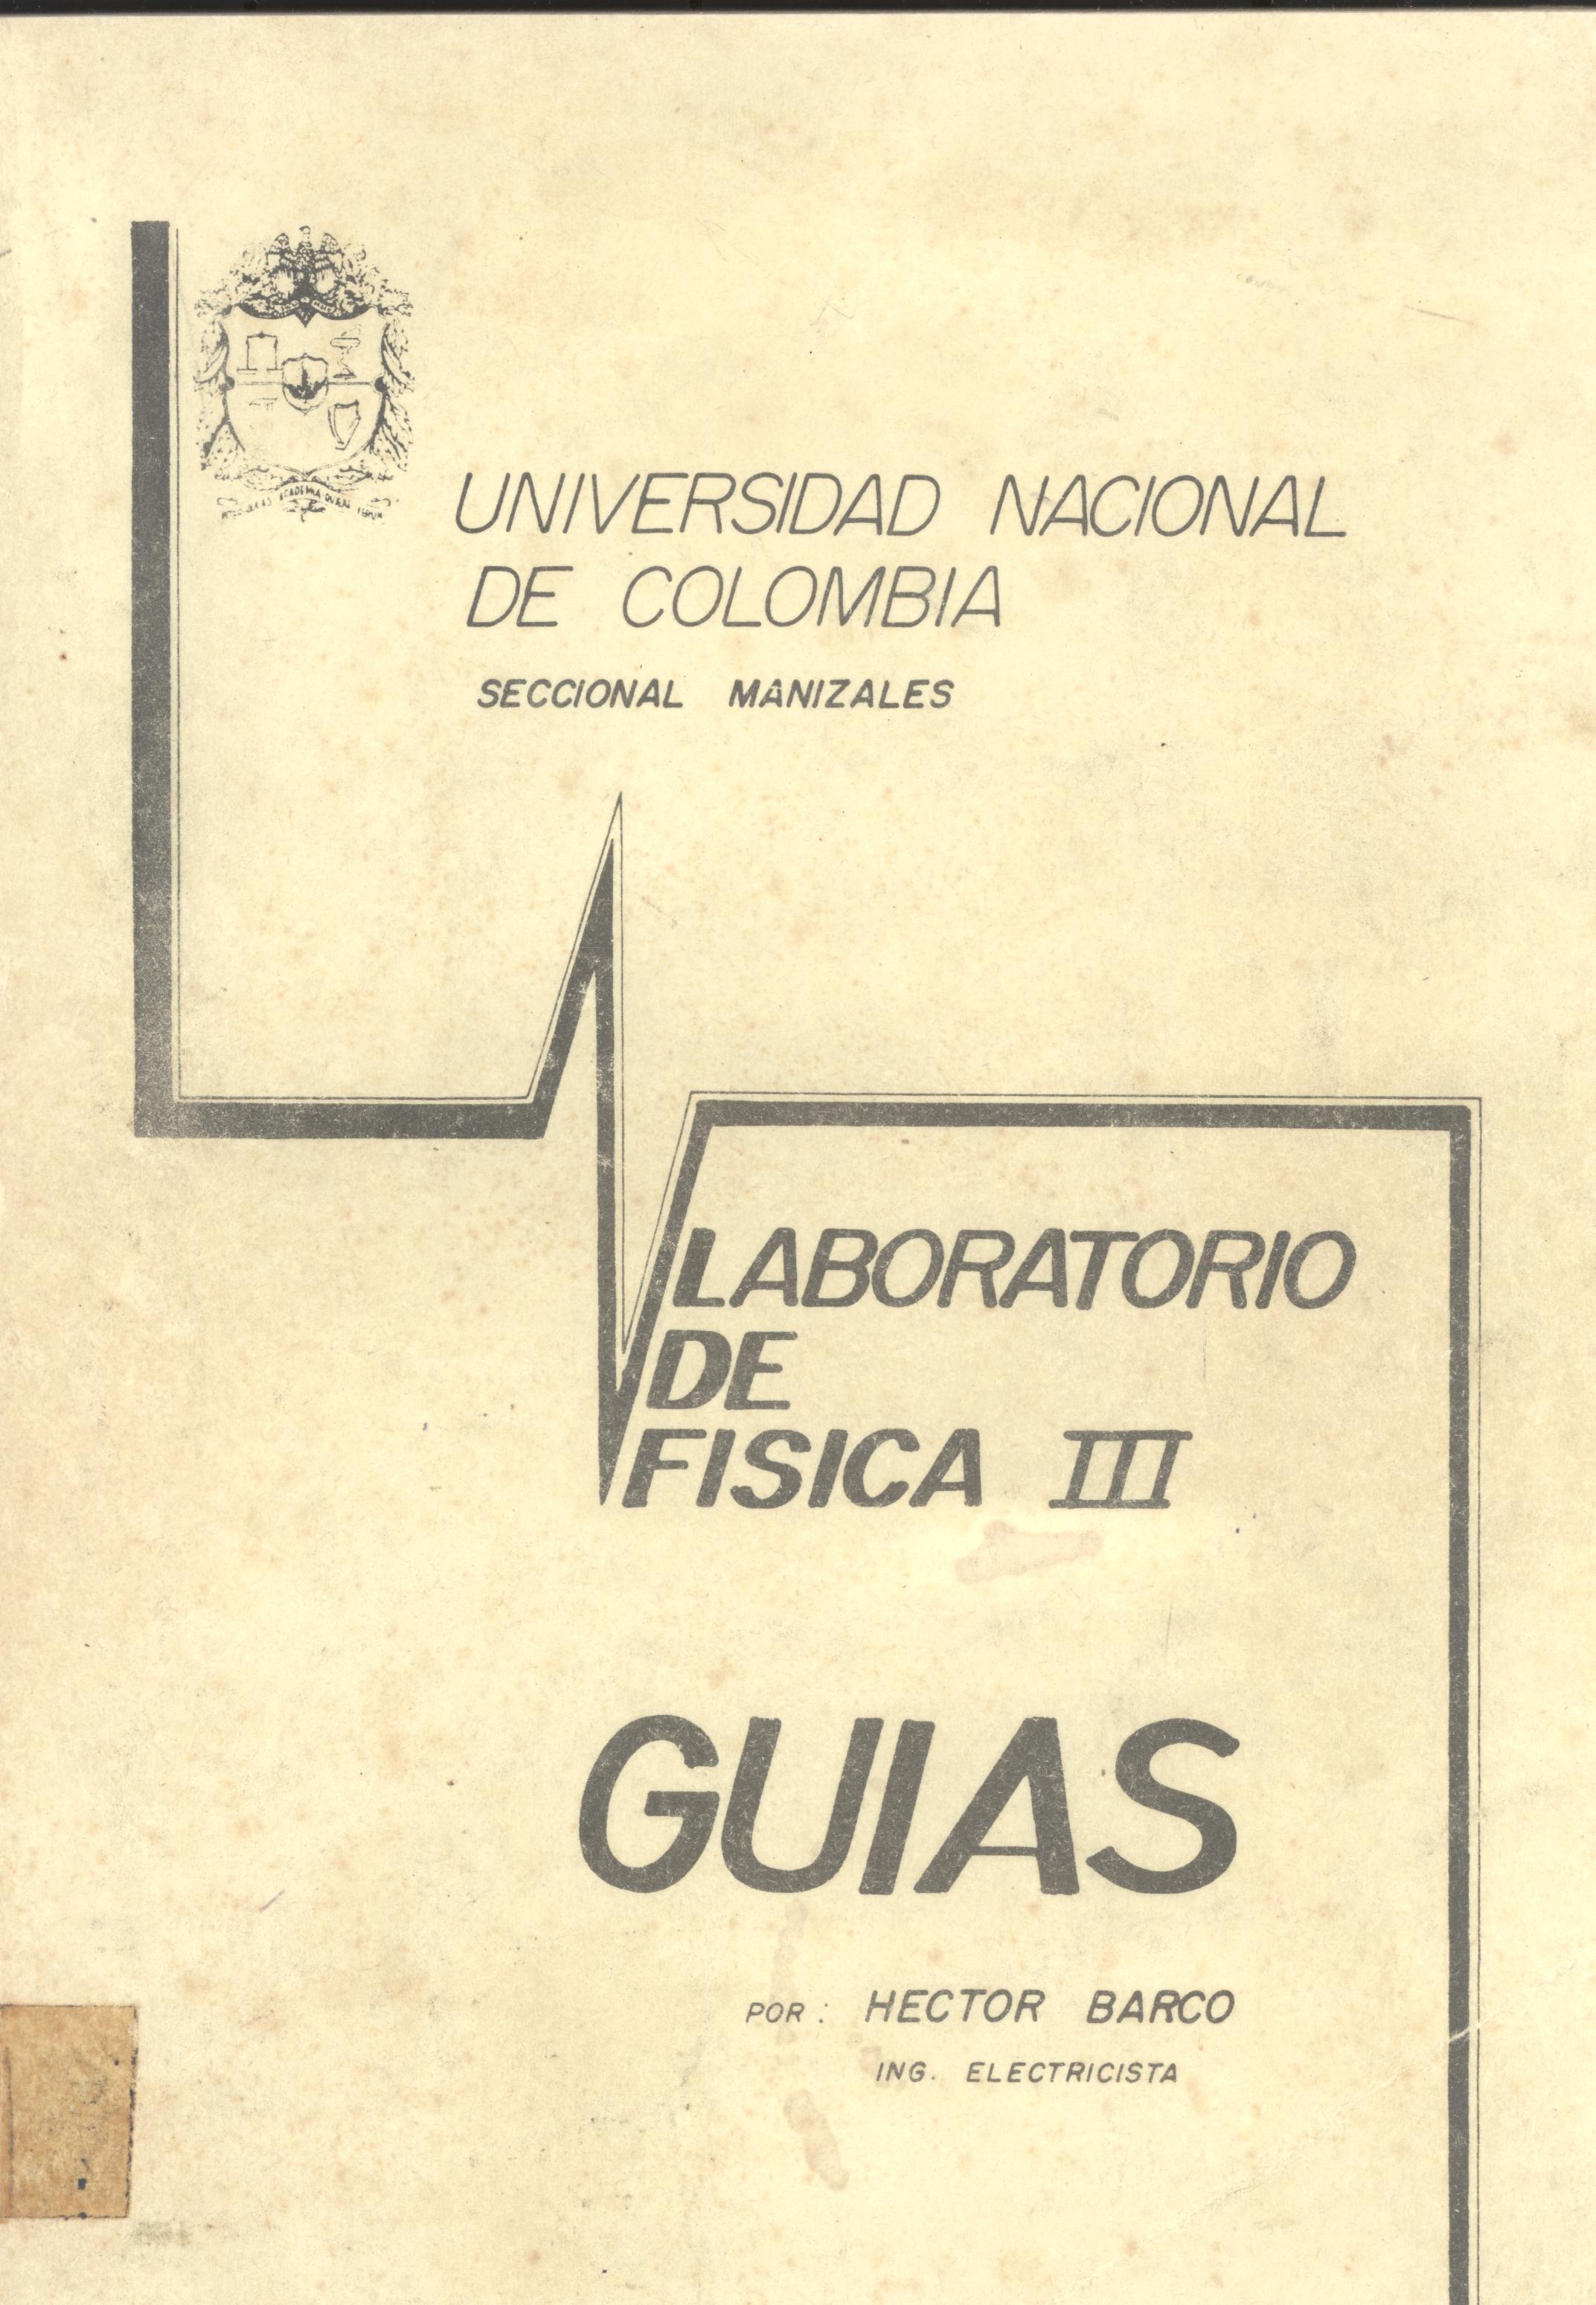 UNIVERSIDAD NACIONAL
DE COLOMBIA
SECCIONAL MANIZALES
LABORATORIO
DE
FISICA III
GUIAS
POR: HECTOR BARCO
ING. ELECTRICISTA